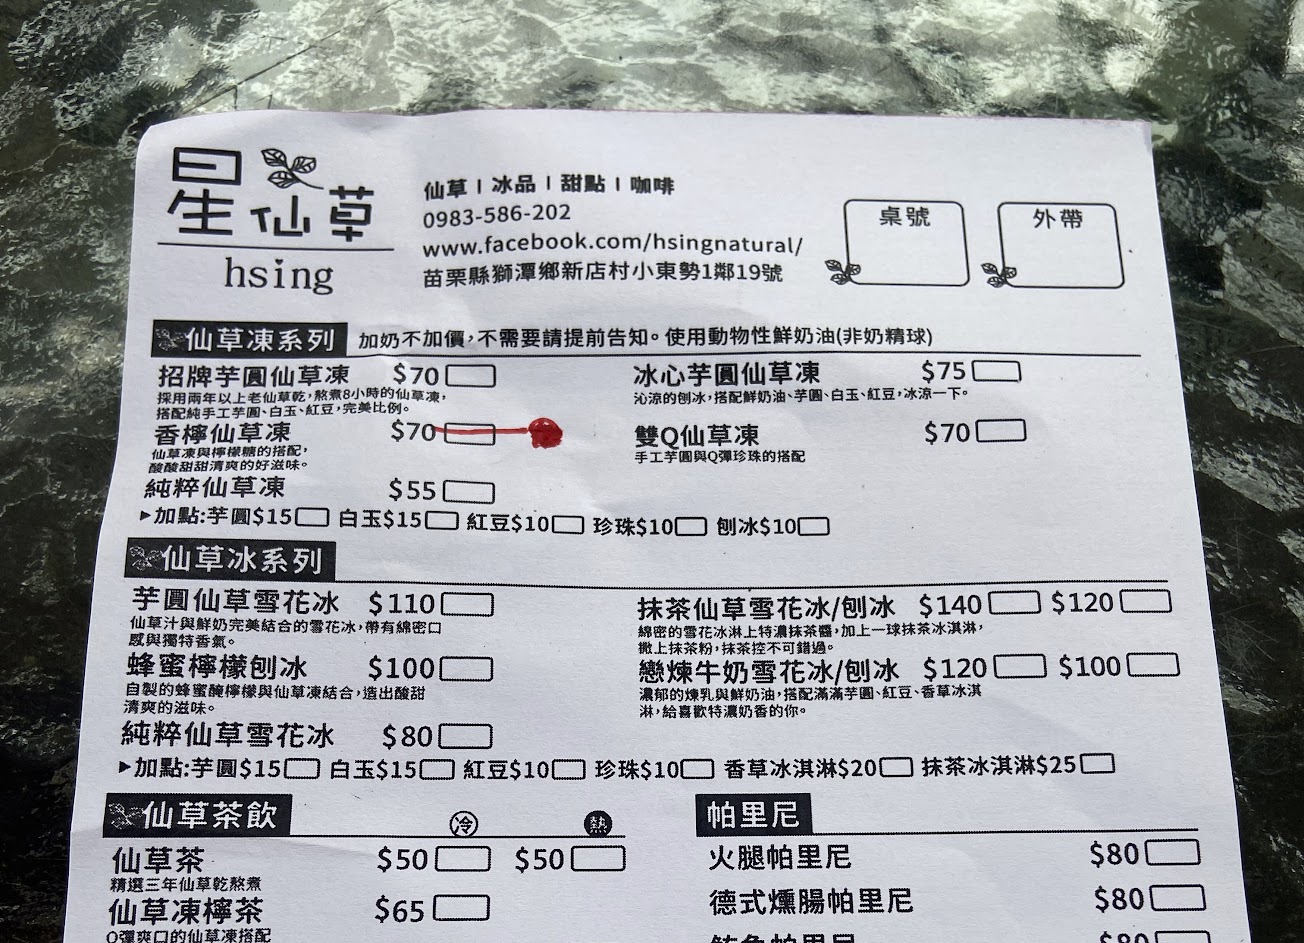 星仙草
hsing
仙草 | 冰品 | 甜點 | 咖啡
0983-586-202
www.facebook.com/hsingnatural/
苗栗縣獅潭鄉新店村小東勢1鄰19號
桌號
外帶
仙草凍系列 加奶不加價,不需要請提前告知。使用動物性鮮奶油(非奶精球)
招牌芋圓仙草凍 $70
採用兩年以上老仙草乾,熬煮8小時的仙草凍,
搭配純手工芋圓、白玉、紅豆,完美比例。
香檸仙草凍 $70
仙草凍與檸檬糖的搭配,
酸酸甜甜清爽的好滋味。
純粹仙草凍 $55
冰心芋圓仙草凍 $75
沁涼的刨冰,搭配鮮奶油、芋圓、白玉、紅豆,冰涼一下。
雙Q仙草凍 $70
手工芋圓與Q彈珍珠的搭配
▸加點:芋圓$15 白玉$15 紅豆$10 珍珠$10 刨冰$10
仙草冰系列
芋圓仙草雪花冰 $110
仙草汁與鮮奶完美結合的雪花冰,帶有綿密口
感與獨特香氣。
蜂蜜檸檬刨冰 $100
自製的蜂蜜醃檸檬與仙草凍結合,造出酸甜
清爽的滋味。
純粹仙草雪花冰 $80
抹茶仙草雪花冰/刨冰 $140 $120
綿密的雪花冰淋上特濃抹茶醬,加上一球抹茶冰淇淋,
撒上抹茶粉,抹茶控不可錯過。
戀煉牛奶雪花冰/刨冰 $120 $100
濃郁的煉乳與鮮奶油,搭配滿滿芋圓、紅豆、香草冰淇
淋,給喜歡特濃奶香的你。
▸加點:芋圓$15 白玉$15 紅豆$10 珍珠$10 香草冰淇淋$20 抹茶冰淇淋$25
仙草茶飲 冷 熱
仙草茶 $50 $50
精選三年仙草乾熬煮
仙草凍檸茶 $65
Q彈爽口的仙草凍搭配
帕里尼
火腿帕里尼 $80
德式燻腸帕里尼 $80
鮪魚帕里尼 $80